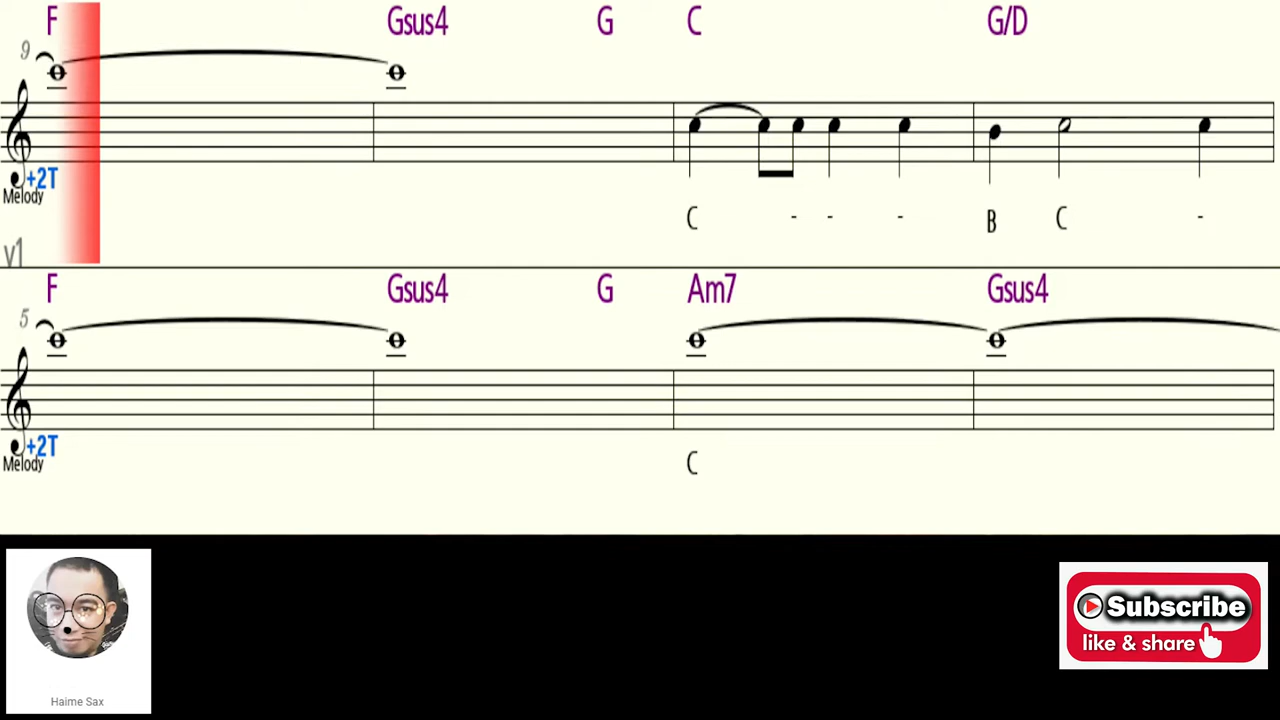 F Gsus4 G C G/D
9
+2T
Melody
C - - - B C -
v1
F Gsus4 G Am7 Gsus4
5
+2T
Melody
C
Haime Sax
Subscribe
like & share